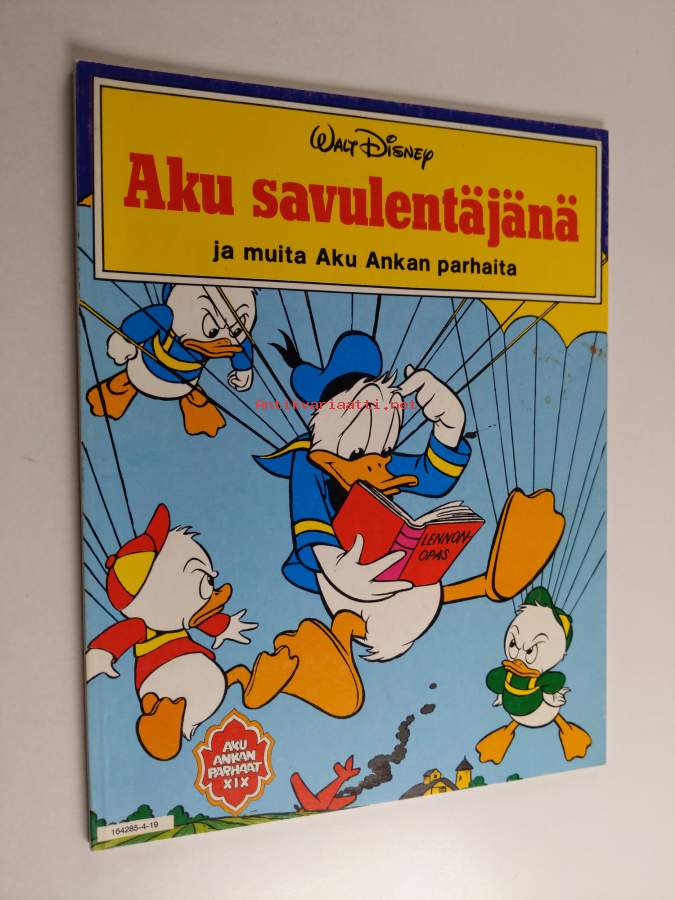 WALT DISNEY
Aku savulentäjänä
ja muita Aku Ankan parhaita
Antikvariaatti.net
LENNON-
OPAS
AKU
ANKAN
PARHAAT
XIX
164285-4-19